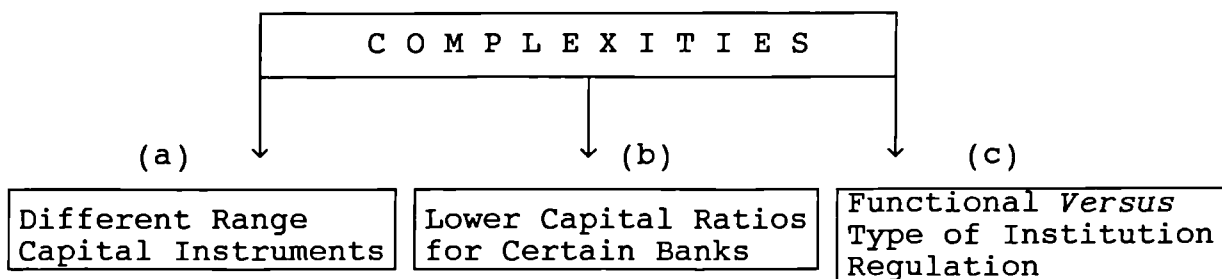 C O M P L E X I T I E S
(a) (b) (c)
Different Range
Capital Instruments
Lower Capital Ratios
for Certain Banks
Functional Versus
Type of Institution
Regulation